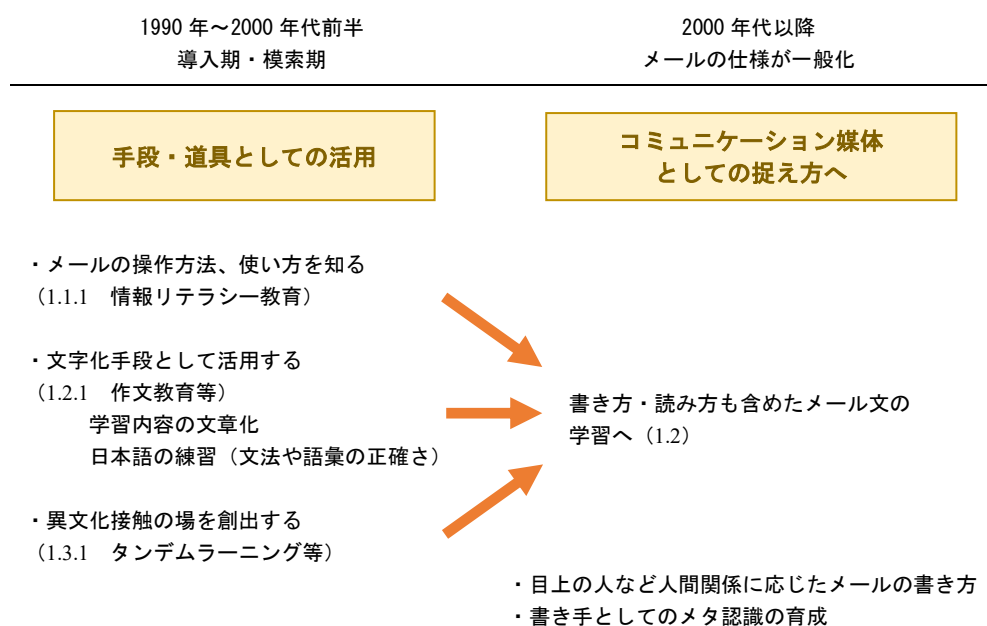 1990 年～2000 年代前半
導入期・模索期
2000 年代以降
メールの仕様が一般化
手段・道具としての活用
コミュニケーション媒体
としての捉え方へ
・メールの操作方法、使い方を知る
（1.1.1　情報リテラシー教育）
・文字化手段として活用する
（1.2.1　作文教育等）
学習内容の文章化
日本語の練習（文法や語彙の正確さ）
・異文化接触の場を創出する
（1.3.1　タンデムラーニング等）
書き方・読み方も含めたメール文の
学習へ（1.2）
・目上の人など人間関係に応じたメールの書き方
・書き手としてのメタ認識の育成